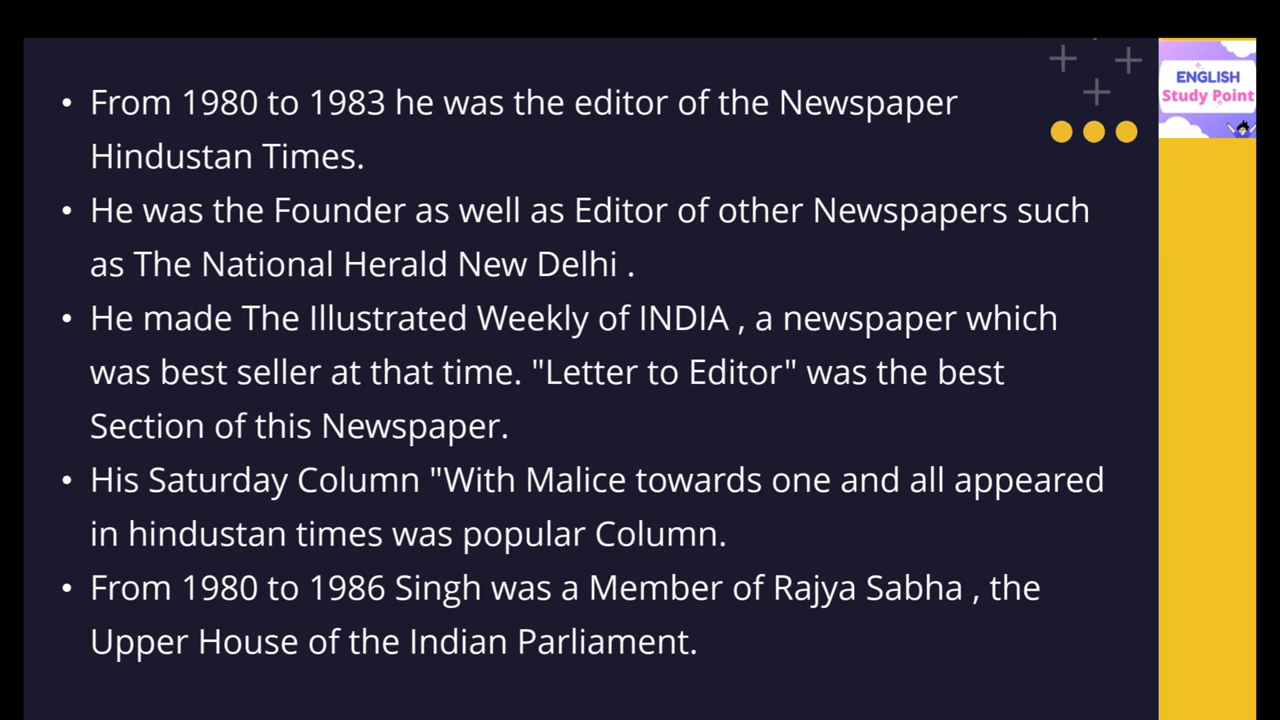 • From 1980 to 1983 he was the editor of the Newspaper
Hindustan Times.
• He was the Founder as well as Editor of other Newspapers such
as The National Herald New Delhi .
• He made The Illustrated Weekly of INDIA , a newspaper which
was best seller at that time. "Letter to Editor" was the best
Section of this Newspaper.
• His Saturday Column "With Malice towards one and all appeared
in hindustan times was popular Column.
• From 1980 to 1986 Singh was a Member of Rajya Sabha , the
Upper House of the Indian Parliament.
ENGLISH
Study Point